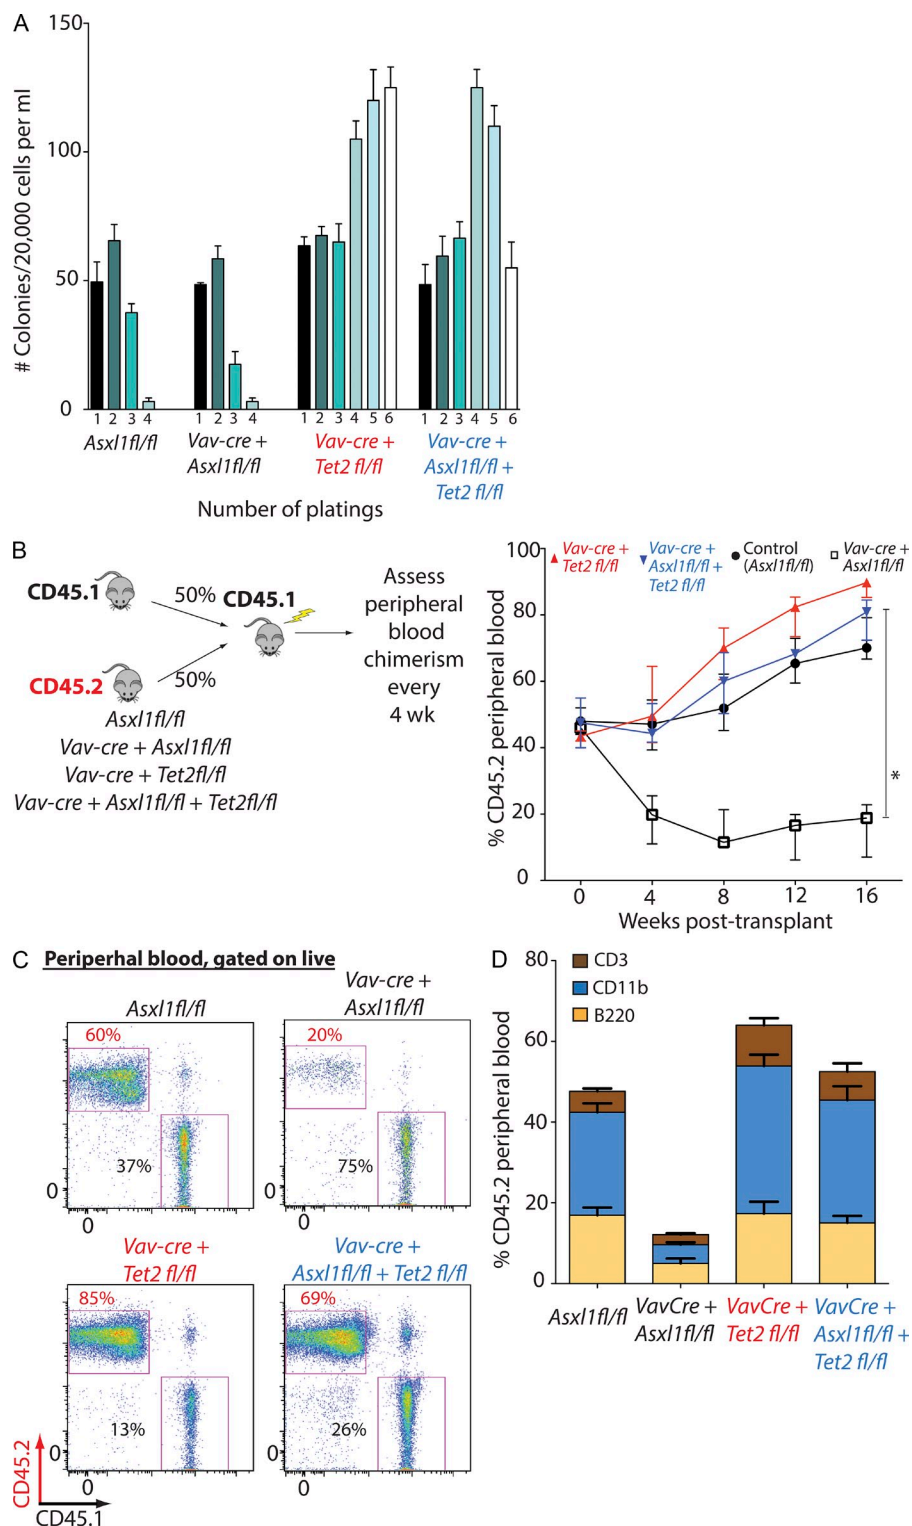 A
150
100
50
0
# Colonies/20,000 cells per ml
1 2 3 4
1 2 3 4
1 2 3 4 5 6
1 2 3 4 5 6
Asxl1fl/fl
Vav-cre +
Asxl1fl/fl
Vav-cre +
Tet2 fl/fl
Vav-cre +
Asxl1fl/fl +
Tet2 fl/fl
Number of platings
B
CD45.1
50%
CD45.1
CD45.2
50%
Assess
peripheral
blood
chimerism
every
4 wk
Asxl1fl/fl
Vav-cre + Asxl1fl/fl
Vav-cre + Tet2fl/fl
Vav-cre + Asxl1fl/fl + Tet2fl/fl
Vav-cre +
Tet2 fl/fl
Vav-cre +
Asxl1fl/fl +
Tet2 fl/fl
Control
(Asxl1fl/fl)
Vav-cre +
Asxl1fl/fl
100
80
60
40
20
0
% CD45.2 peripheral blood
*
0 4 8 12 16
Weeks post-transplant
C
Periperhal blood, gated on live
Asxl1fl/fl
60%
37%
0
0
Vav-cre +
Asxl1fl/fl
20%
75%
0
0
Vav-cre +
Tet2 fl/fl
85%
13%
0
0
Vav-cre +
Asxl1fl/fl + Tet2 fl/fl
69%
26%
0
0
CD45.2
CD45.1
D
CD3
CD11b
B220
80
60
40
20
0
% CD45.2 peripheral blood
Asxl1fl/fl
VavCre +
Asxl1fl/fl
VavCre +
Tet2 fl/fl
VavCre +
Asxl1fl/fl +
Tet2 fl/fl